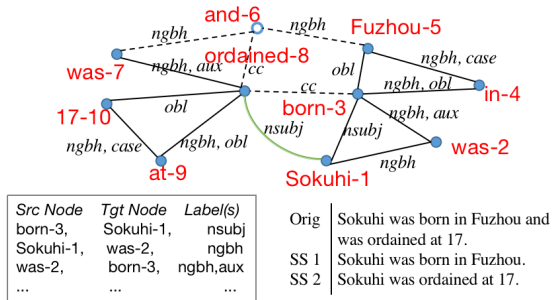 and-6
ngbh
ngbh
Fuzhou-5
ordained-8
was-7
ngbh, aux
cc
obl
ngbh, case
cc
ngbh, obl
in-4
17-10
obl
born-3
ngbh, case
ngbh, obl
nsubj
nsubj
ngbh, aux
was-2
at-9
ngbh
Sokuhi-1
Src Node Tgt Node Label(s)
born-3, Sokuhi-1, nsubj
Sokuhi-1, was-2, ngbh
was-2, born-3, ngbh,aux
... ... ...
Orig Sokuhi was born in Fuzhou and
was ordained at 17.
SS 1 Sokuhi was born in Fuzhou.
SS 2 Sokuhi was ordained at 17.